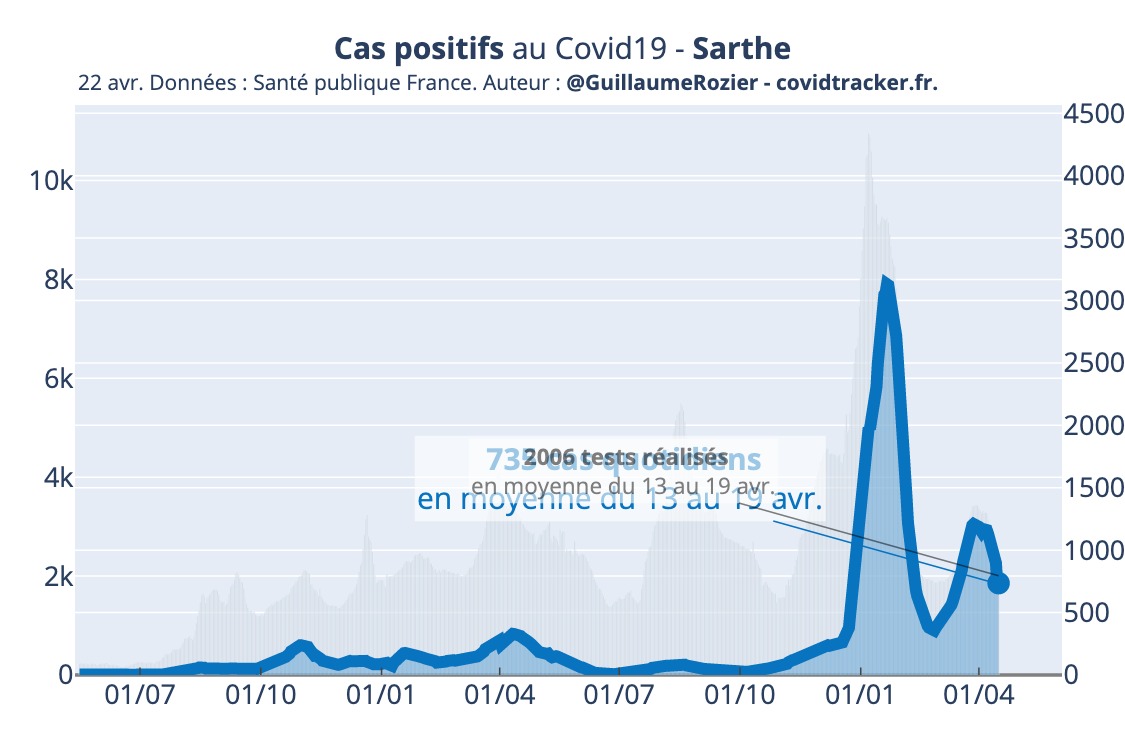 Cas positifs au Covid19 - Sarthe
22 avr. Données : Santé publique France. Auteur : @GuillaumeRozier - covidtracker.fr.
4500
10k
4000
3500
8k
3000
6k
2500
2000
735 cas quotidiens
2006 tests réalisés
en moyenne du 13 au 19 avr.
en moyenne du 13 au 19 avr.
4k
1500
2k
1000
500
0
0
01/07
01/10
01/01
01/04
01/07
01/10
01/01
01/04